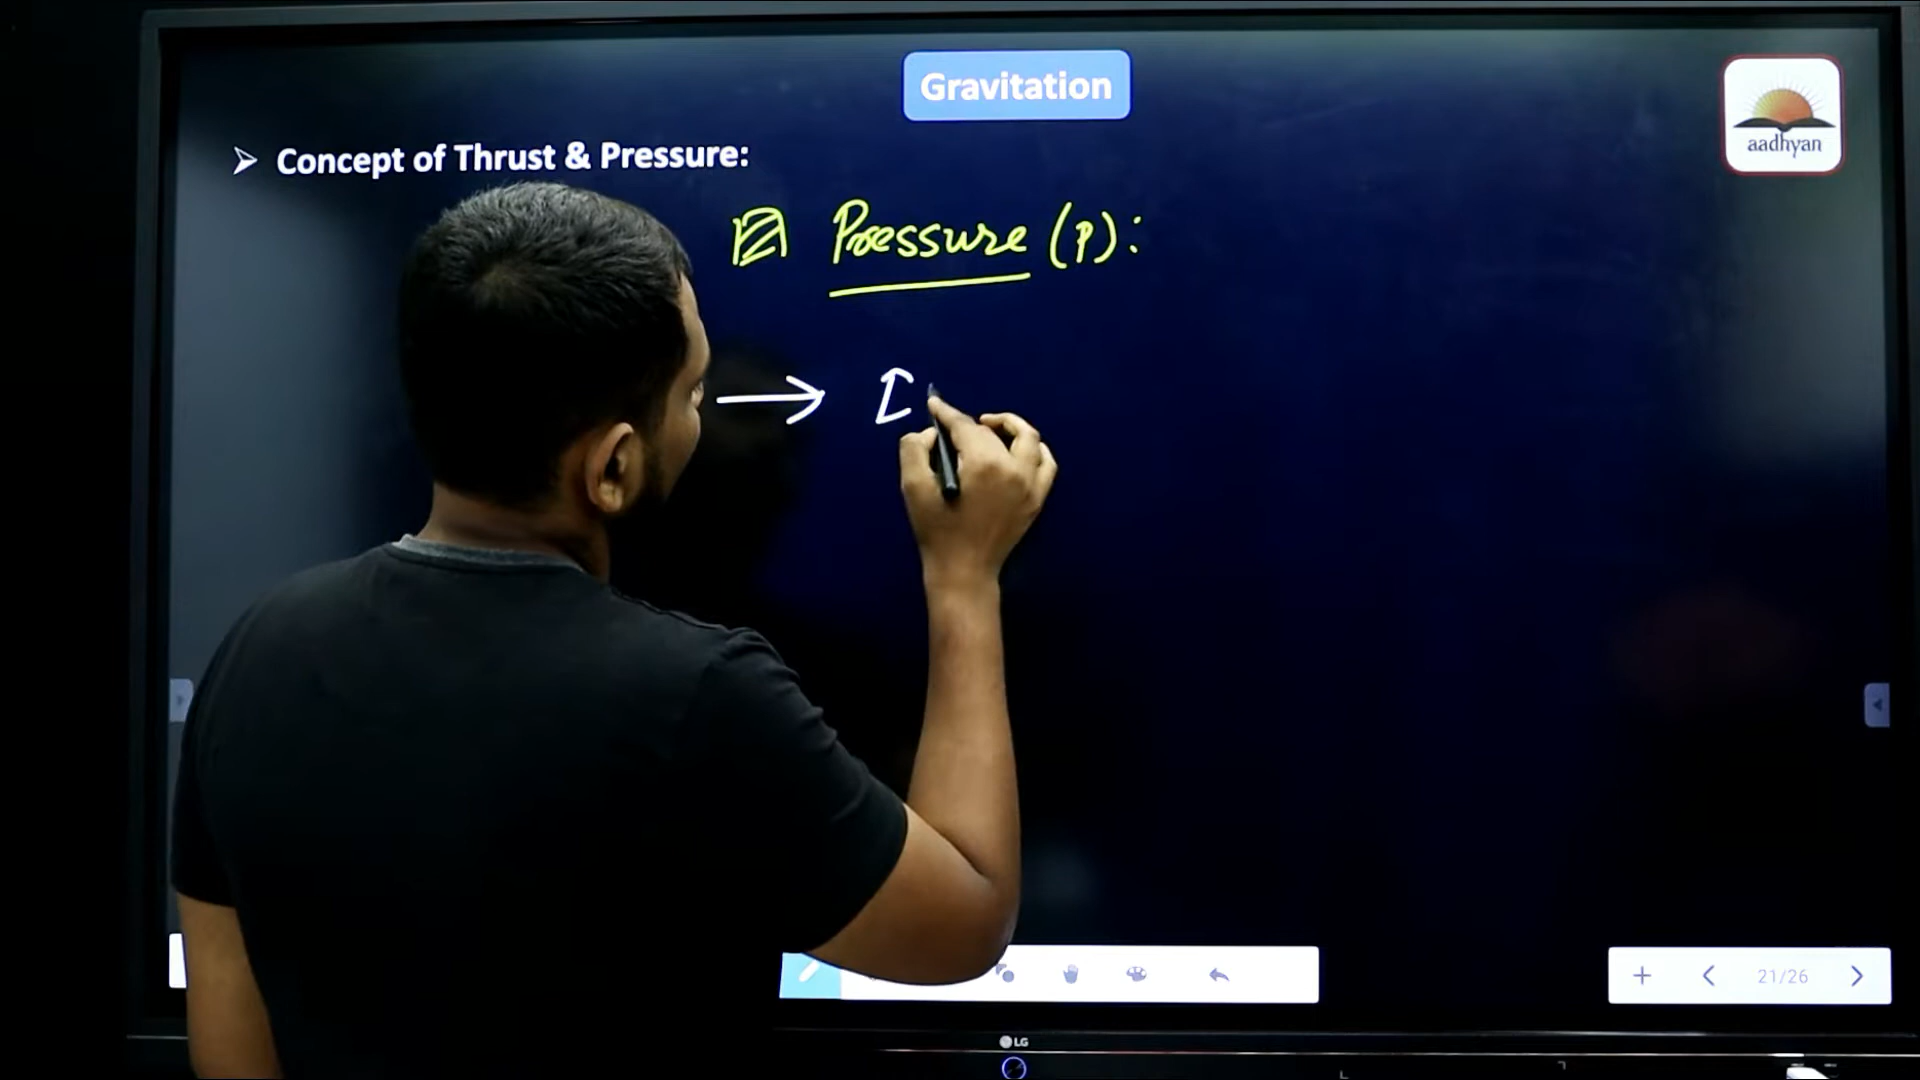 Gravitation
aadhyan
➢ Concept of Thrust & Pressure:
Pressure (P):
→ [
21/26
LG